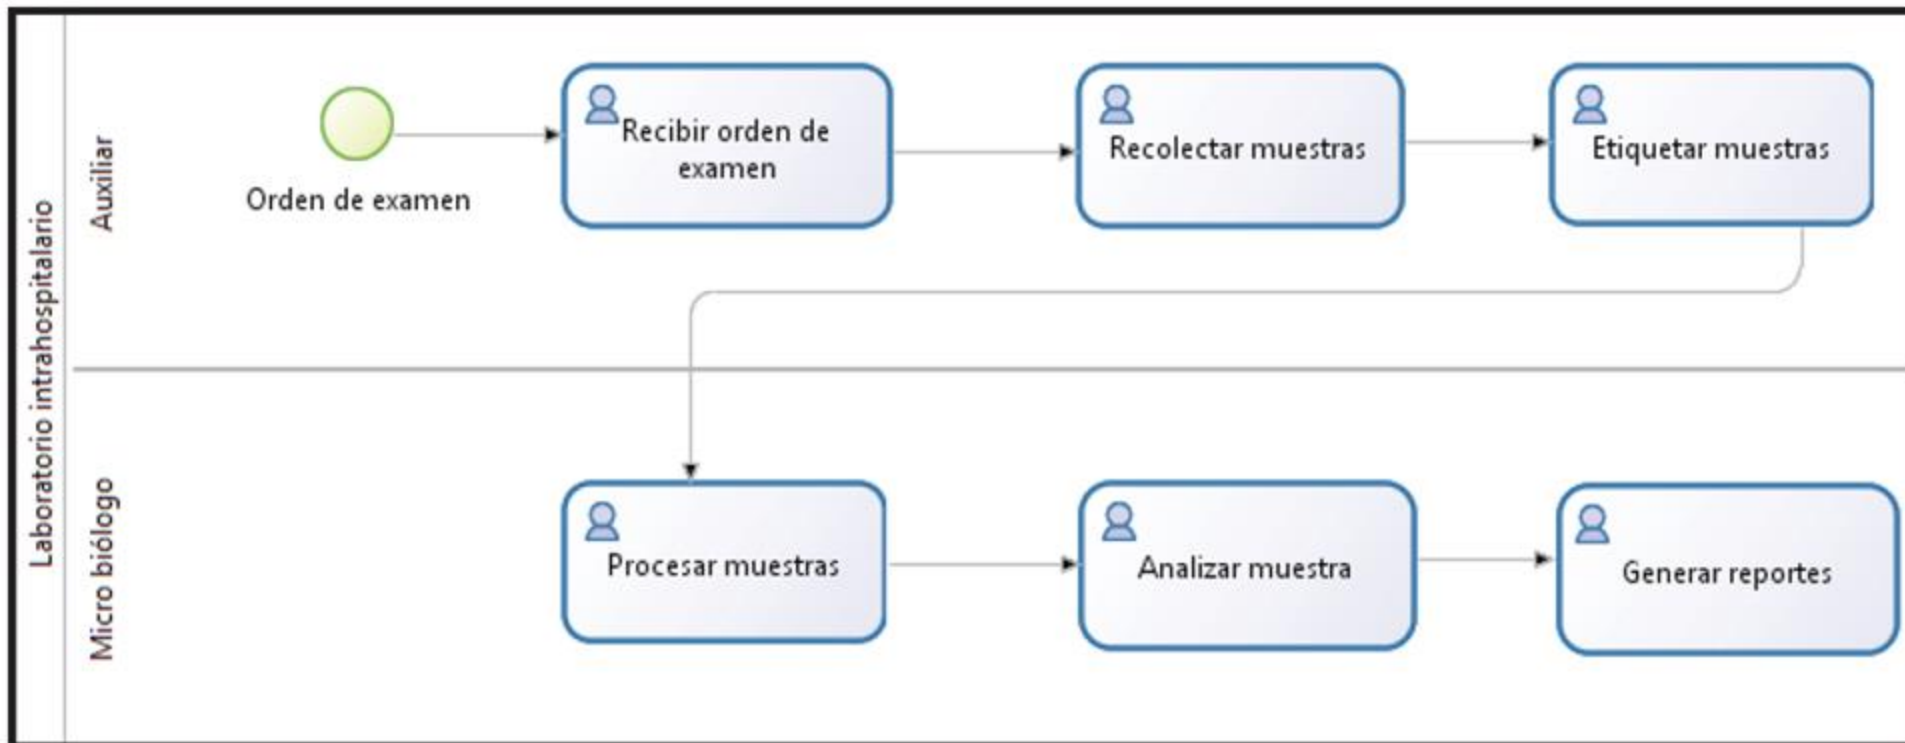 Laboratorio intrahospitalario
Auxiliar
Orden de examen
Recibir orden de
examen
Recolectar muestras
Etiquetar muestras
Micro biólogo
Procesar muestras
Analizar muestra
Generar reportes